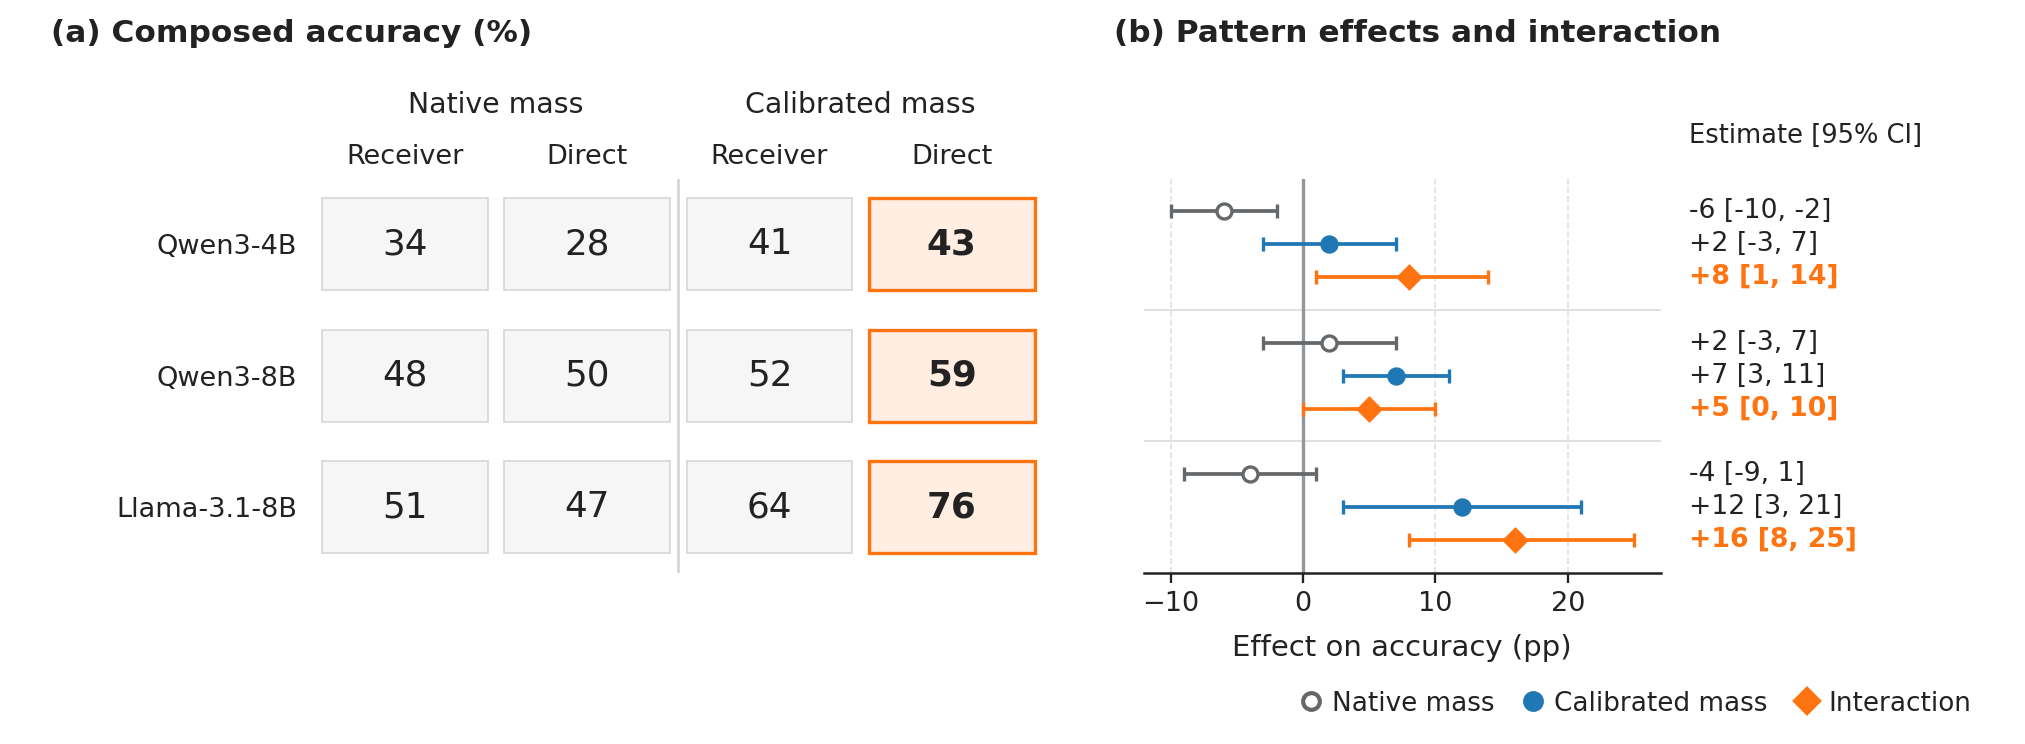 (a) Composed accuracy (%)
Native mass Calibrated mass
Receiver Direct Receiver Direct
Qwen3-4B 34 28 41 43
Qwen3-8B 48 50 52 59
Llama-3.1-8B 51 47 64 76
(b) Pattern effects and interaction
Estimate [95% CI]
-6 [-10, -2]
+2 [-3, 7]
+8 [1, 14]
+2 [-3, 7]
+7 [3, 11]
+5 [0, 10]
-4 [-9, 1]
+12 [3, 21]
+16 [8, 25]
−10 0 10 20
Effect on accuracy (pp)
Native mass Calibrated mass Interaction